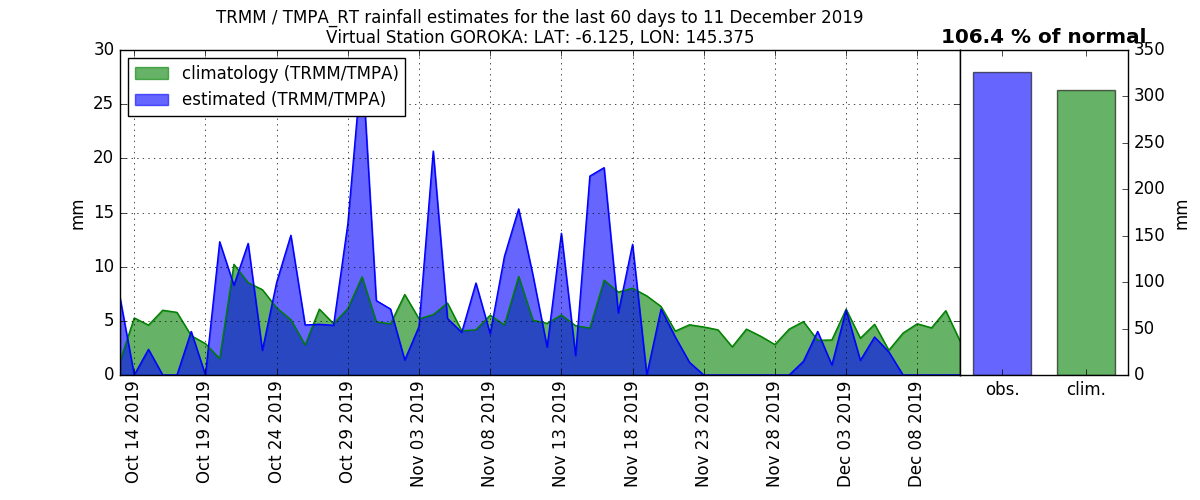 TRMM / TMPA_RT rainfall estimates for the last 60 days to 11 December 2019
Virtual Station GOROKA: LAT: -6.125, LON: 145.375
106.4 % of normal
climatology (TRMM/TMPA)
estimated (TRMM/TMPA)
mm
30
25
20
15
10
5
0
Oct 14 2019
Oct 19 2019
Oct 24 2019
Oct 29 2019
Nov 03 2019
Nov 08 2019
Nov 13 2019
Nov 18 2019
Nov 23 2019
Nov 28 2019
Dec 03 2019
Dec 08 2019
350
300
250
200
150
100
50
0
mm
obs.
clim.